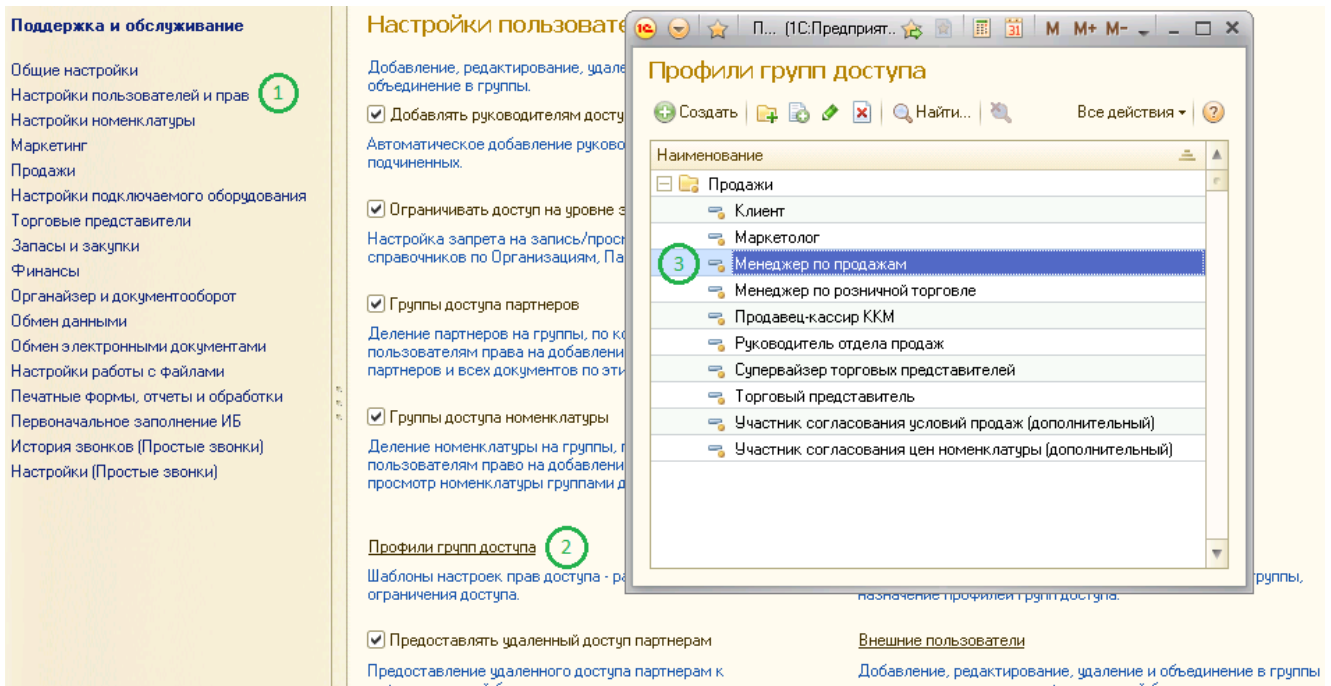 Поддержка и обслуживание
Общие настройки
Настройки пользователей и прав
1
Настройки номенклатуры
Маркетинг
Продажи
Настройки подключаемого оборудования
Торговые представители
Запасы и закупки
Финансы
Органайзер и документооборот
Обмен данными
Обмен электронными документами
Настройки работы с файлами
Печатные формы, отчеты и обработки
Первоначальное заполнение ИБ
История звонков (Простые звонки)
Настройки (Простые звонки)
Настройки пользовате
Добавление, редактирование, удале
объединение в группы.
Добавлять руководителям досту
Автоматическое добавление руково
подчиненных.
Ограничивать доступ на уровне з
Настройка запрета на запись/прос
справочников по Организациям, Па
Группы доступа партнеров
Деление партнеров на группы, по ко
пользователям права на добавлени
партнеров и всех документов по эти
Группы доступа номенклатуры
Деление номенклатуры на группы, п
пользователям право на добавлени
просмотр номенклатуры группами д
Профили групп доступа
2
Шаблоны настроек прав доступа - ра
ограничения доступа.
Предоставлять удаленный доступ партнерам
Предоставление удаленного доступа партнерам к
П... (1С:Предприят..
31
M M+ M-
Профили групп доступа
Создать
Найти...
Все действия
?
Наименование
Продажи
Клиент
Маркетолог
3
Менеджер по продажам
Менеджер по розничной торговле
Продавец-кассир ККМ
Руководитель отдела продаж
Супервайзер торговых представителей
Торговый представитель
Участник согласования условий продаж (дополнительный)
Участник согласования цен номенклатуры (дополнительный)
руппы,
назначение профилей групп доступа.
Внешние пользователи
Добавление, редактирование, удаление и объединение в группы